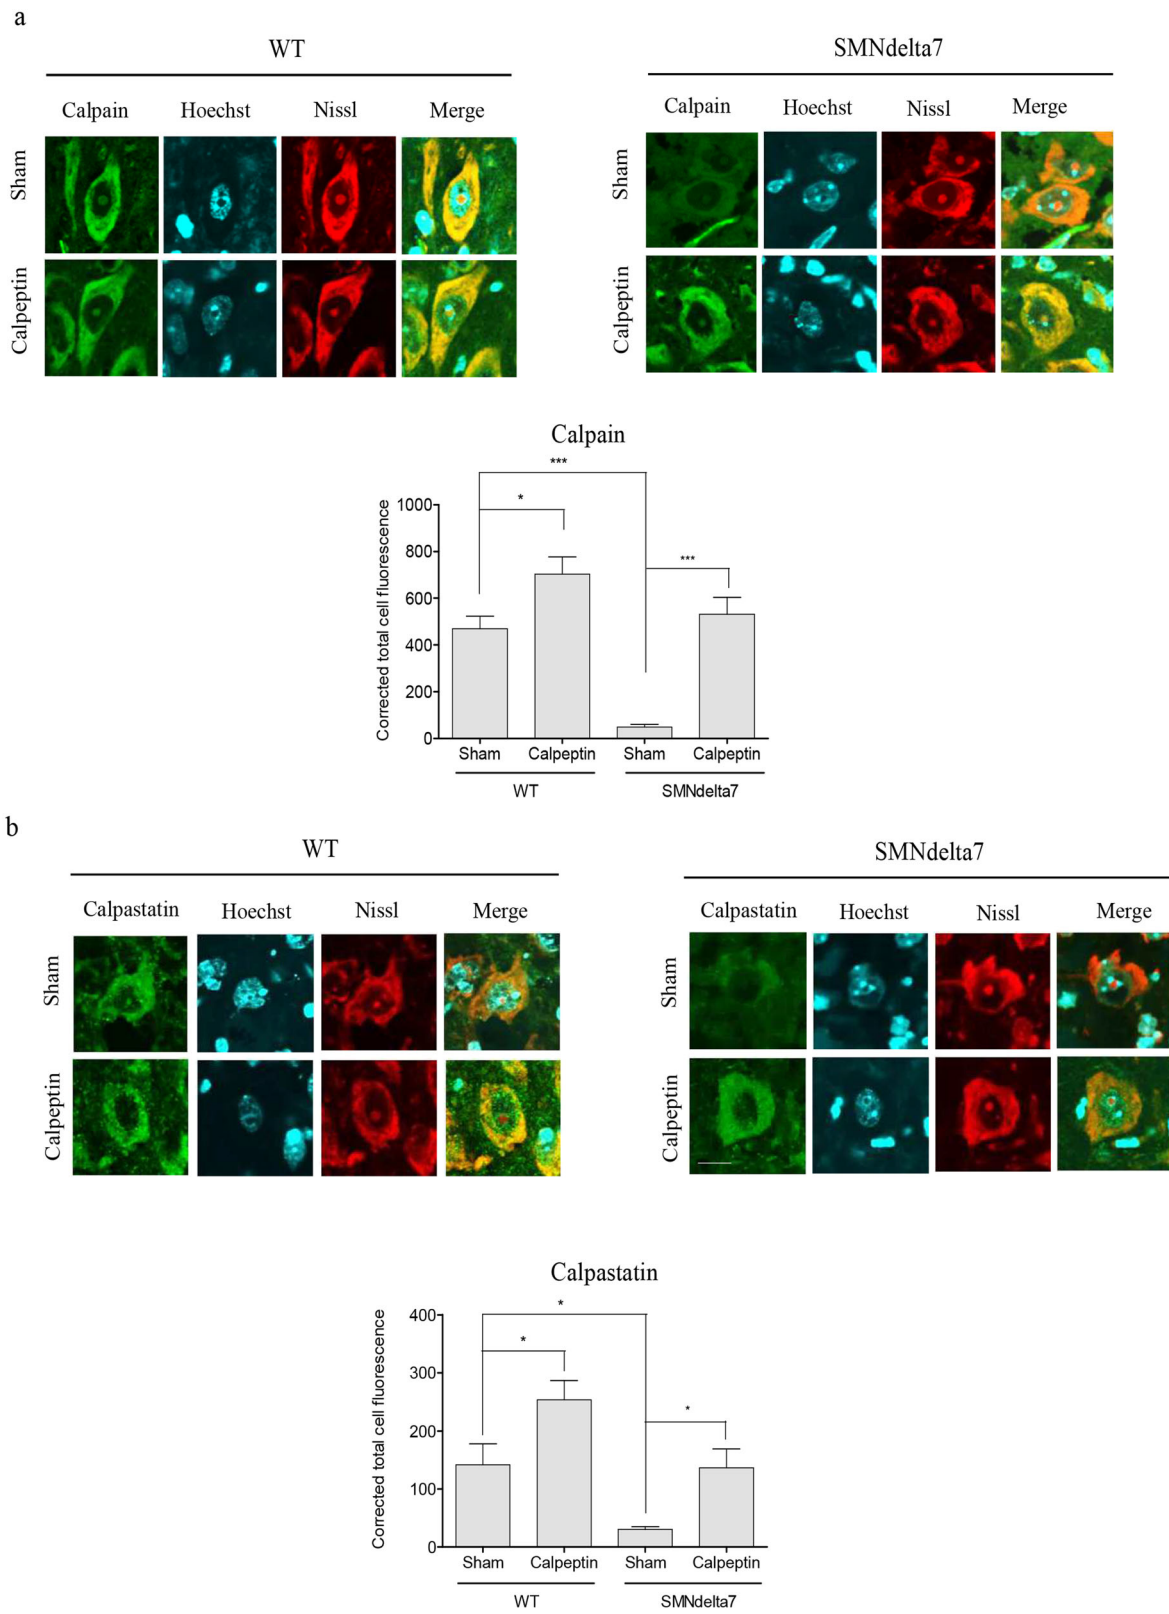 a
WT
SMNdelta7
Calpain Hoechst Nissl Merge
Calpain Hoechst Nissl Merge
Sham
Sham
Calpeptin
Calpeptin
Calpain
***
*
***
Corrected total cell fluorescence
1000
800
600
400
200
0
Sham Calpeptin Sham Calpeptin
WT SMNdelta7
b
WT
SMNdelta7
Calpastatin Hoechst Nissl Merge
Calpastatin Hoechst Nissl Merge
Sham
Sham
Calpeptin
Calpeptin
Calpastatin
*
*
*
Corrected total cell fluorescence
400
300
200
100
0
Sham Calpeptin Sham Calpeptin
WT SMNdelta7